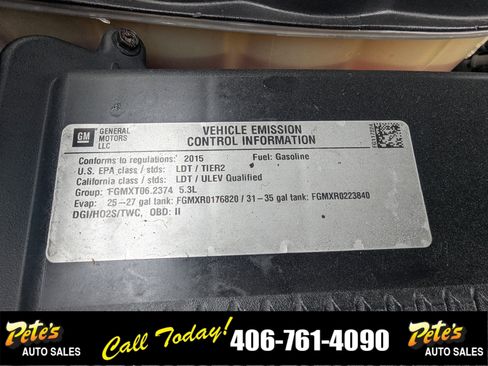 GM
GENERAL
MOTORS
LLC
VEHICLE EMISSION
CONTROL INFORMATION
Conforms to regulations: 2015 Fuel: Gasoline
U.S. EPA class / stds: LDT / TIER2
California class / stds: LDT / ULEV Qualified
Group: FGMXT06.2374 5.3L
Evap: 25-27 gal tank: FGMXR0176820 / 31-35 gal tank: FGMXR0223840
DGI/HO2S/TWC, OBD: II
Pete's
AUTO SALES
Call Today! 406-761-4090
Pete's
AUTO SALES